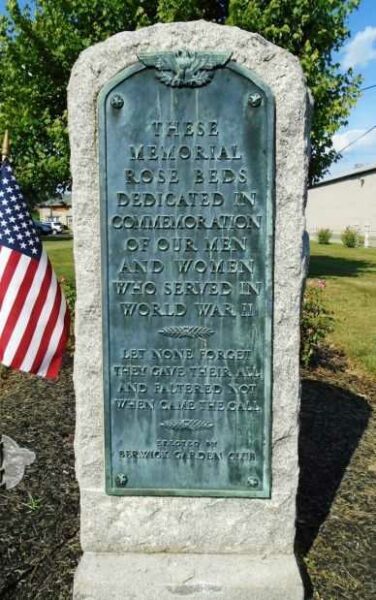 THESE
MEMORIAL
ROSE BEDS
DEDICATED IN
COMMEMORATION
OF OUR MEN
AND WOMEN
WHO SERVED IN
WORLD WAR II
LET NONE FORGET
THEY GAVE THEIR ALL
AND FALTERED NOT
WHEN CAME THE CALL
ERECTED BY
BERWICK GARDEN CLUB